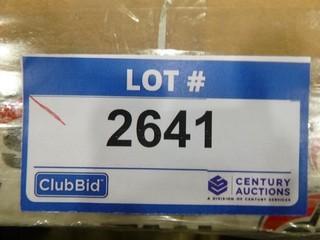 LOT #
2641
ClubBid
CENTURY
AUCTIONS
A DIVISION OF CENTURY SERVICES